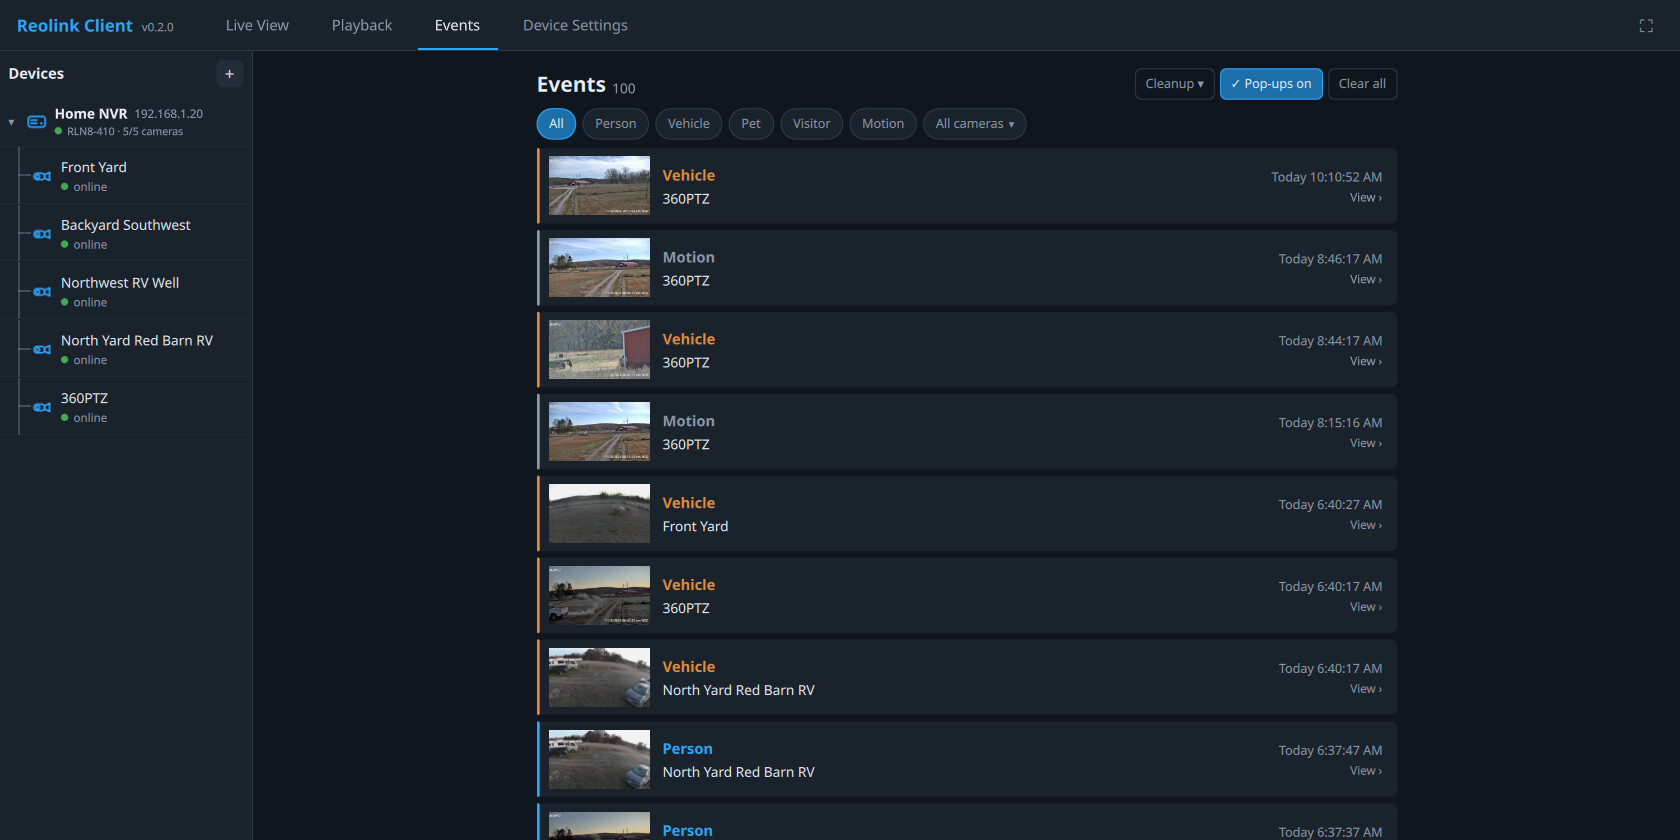 Reolink Client v0.2.0 Live View Playback Events Device Settings
Devices +
Home NVR 192.168.1.20
RLN8-410 · 5/5 cameras
Front Yard
online
Backyard Southwest
online
Northwest RV Well
online
North Yard Red Barn RV
online
360PTZ
online
Events 100 Cleanup ▾ ✓ Pop-ups on Clear all
All Person Vehicle Pet Visitor Motion All cameras ▾
Vehicle Today 10:10:52 AM
360PTZ View ›
Motion Today 8:46:17 AM
360PTZ View ›
Vehicle Today 8:44:17 AM
360PTZ View ›
Motion Today 8:15:16 AM
360PTZ View ›
Vehicle Today 6:40:27 AM
Front Yard View ›
Vehicle Today 6:40:17 AM
360PTZ View ›
Vehicle Today 6:40:17 AM
North Yard Red Barn RV View ›
Person Today 6:37:47 AM
North Yard Red Barn RV View ›
Person Today 6:37:37 AM